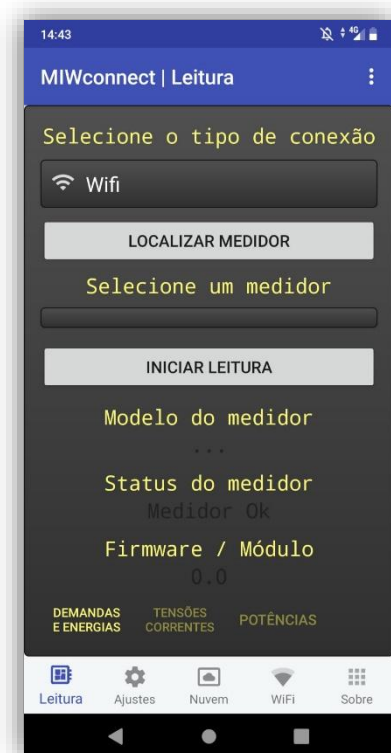 14:43
4G
MIWconnect | Leitura
Selecione o tipo de conexão
Wifi
LOCALIZAR MEDIDOR
Selecione um medidor
INICIAR LEITURA
Modelo do medidor
...
Status do medidor
Medidor Ok
Firmware / Módulo
0.0
DEMANDAS
E ENERGIAS
TENSÕES
CORRENTES
POTÊNCIAS
Leitura
Ajustes
Nuvem
WiFi
Sobre